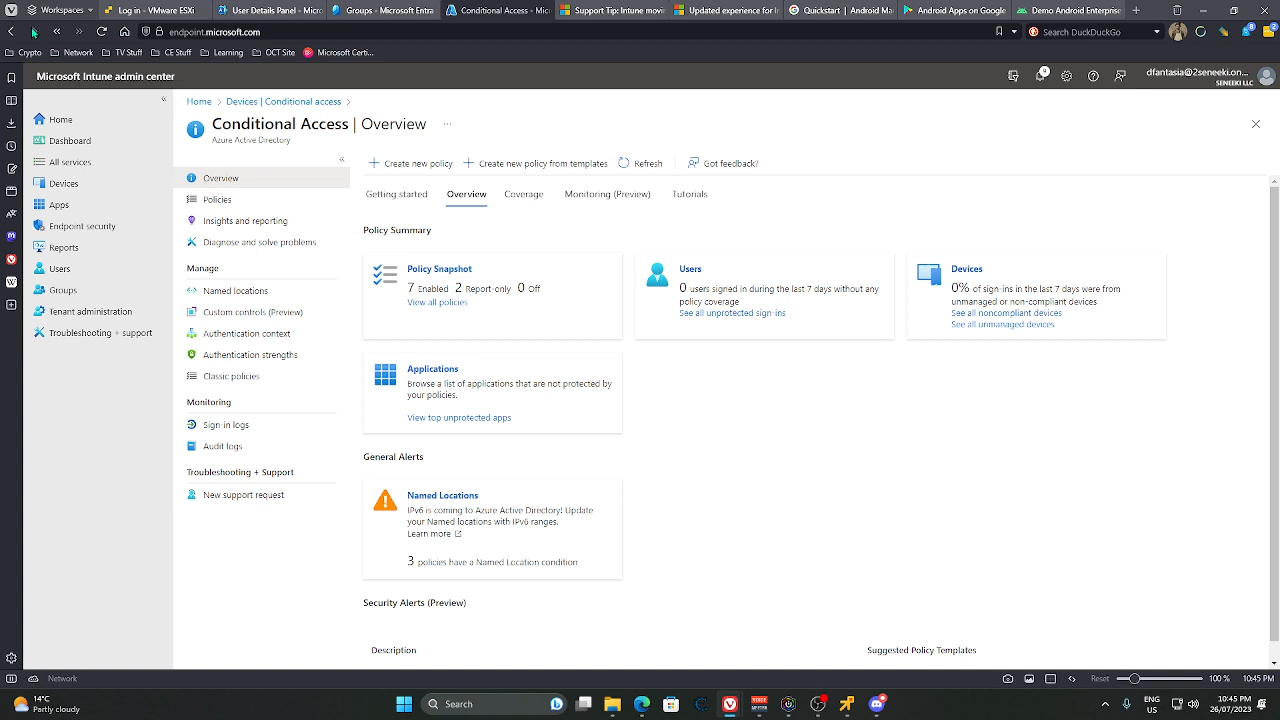 Workspaces
Log in - VMware ESXi
User Details Panel - Micro
Groups - Microsoft Entra
Conditional Access - Mic
Support Tip: Intune movi
Updated experience for In
Quickstart | Android Ma
Android Apps on Google
Demo Android Enterpris
endpoint.microsoft.com
Search DuckDuckGo
8
2
Crypto
Network
TV Stuff
CE Stuff
Learning
OCT Site
Microsoft Certi...
Microsoft Intune admin center
9
dfantasia@2seneeki.on...
SENEEKI LLC
Home
Dashboard
All services
Devices
Apps
Endpoint security
Reports
Users
Groups
Tenant administration
Troubleshooting + support
Home > Devices | Conditional access >
Conditional Access | Overview ...
Azure Active Directory
Overview
Policies
Insights and reporting
Diagnose and solve problems
Manage
Named locations
Custom controls (Preview)
Authentication context
Authentication strengths
Classic policies
Monitoring
Sign-in logs
Audit logs
Troubleshooting + Support
New support request
Create new policy
Create new policy from templates
Refresh
Got feedback?
Getting started
Overview
Coverage
Monitoring (Preview)
Tutorials
Policy Summary
Policy Snapshot
7 Enabled 2 Report-only 0 Off
View all policies
Users
0 users signed in during the last 7 days without any
policy coverage
See all unprotected sign-ins
Devices
0% of sign-ins in the last 7 days were from
unmanaged or non-compliant devices
See all noncompliant devices
See all unmanaged devices
Applications
Browse a list of applications that are not protected by
your policies.
View top unprotected apps
General Alerts
Named Locations
IPv6 is coming to Azure Active Directory! Update
your Named locations with IPv6 ranges.
Learn more
3 policies have a Named Location condition
Security Alerts (Preview)
Description
Suggested Policy Templates
Network
Reset
100 %
10:45 PM
14°C
Partly cloudy
Search
ENG
US
10:45 PM
26/07/2023